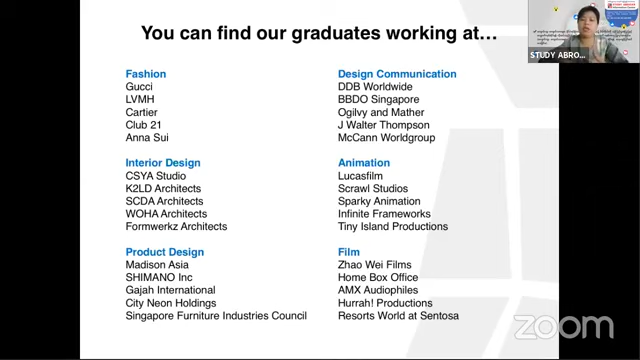 You can find our graduates working at...
Fashion
Gucci
LVMH
Cartier
Club 21
Anna Sui
Interior Design
CSYA Studio
K2LD Architects
SCDA Architects
WOHA Architects
Formwerkz Architects
Product Design
Madison Asia
SHIMANO Inc
Gajah International
City Neon Holdings
Singapore Furniture Industries Council
Design Communication
DDB Worldwide
BBDO Singapore
Ogilvy and Mather
J Walter Thompson
McCann Worldgroup
Animation
Lucasfilm
Scrawl Studios
Sparky Animation
Infinite Frameworks
Tiny Island Productions
Film
Zhao Wei Films
Home Box Office
AMX Audiophiles
Hurrah! Productions
Resorts World at Sentosa
STUDY ABRO...
zoom